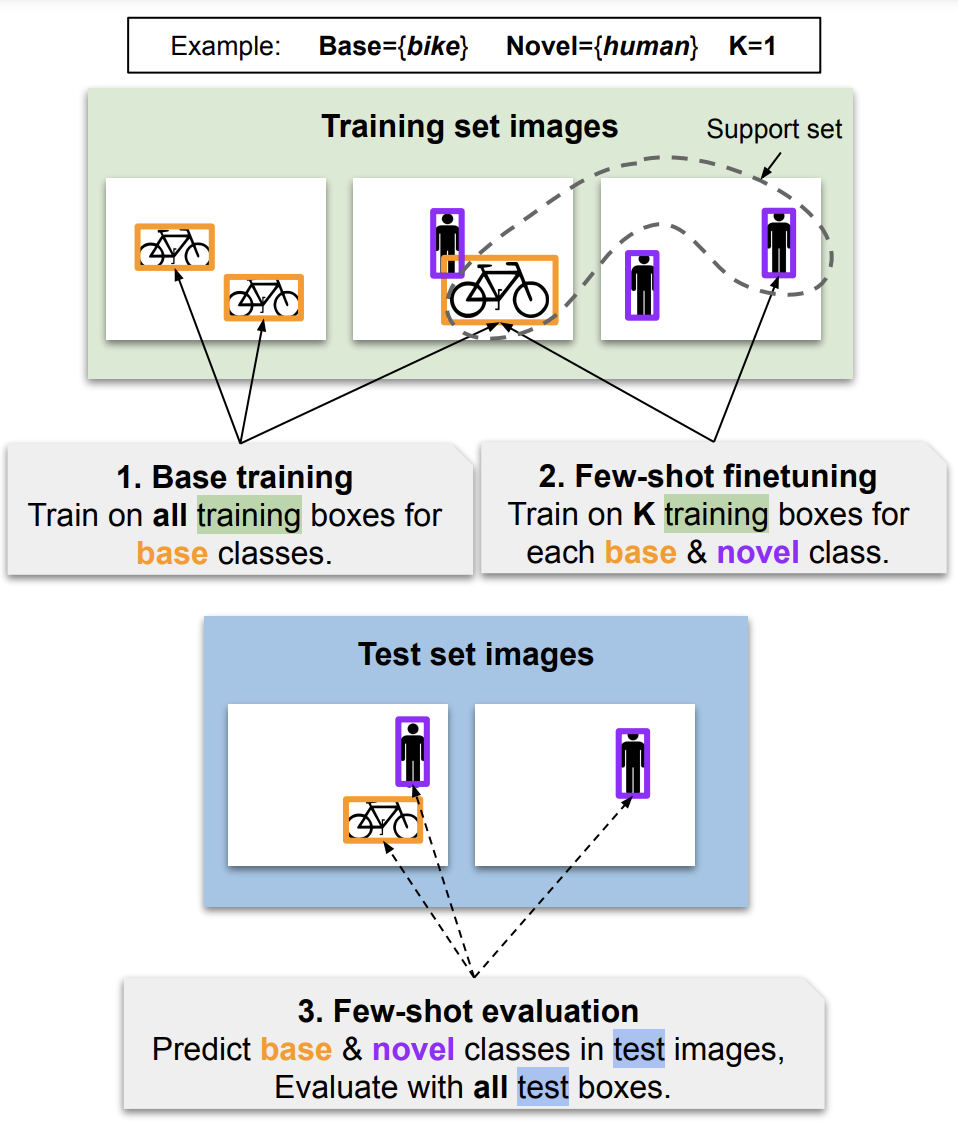 Example: Base={bike} Novel={human} K=1
Training set images
Support set
1. Base training
Train on all training boxes for
base classes.
2. Few-shot finetuning
Train on K training boxes for
each base & novel class.
Test set images
3. Few-shot evaluation
Predict base & novel classes in test images,
Evaluate with all test boxes.